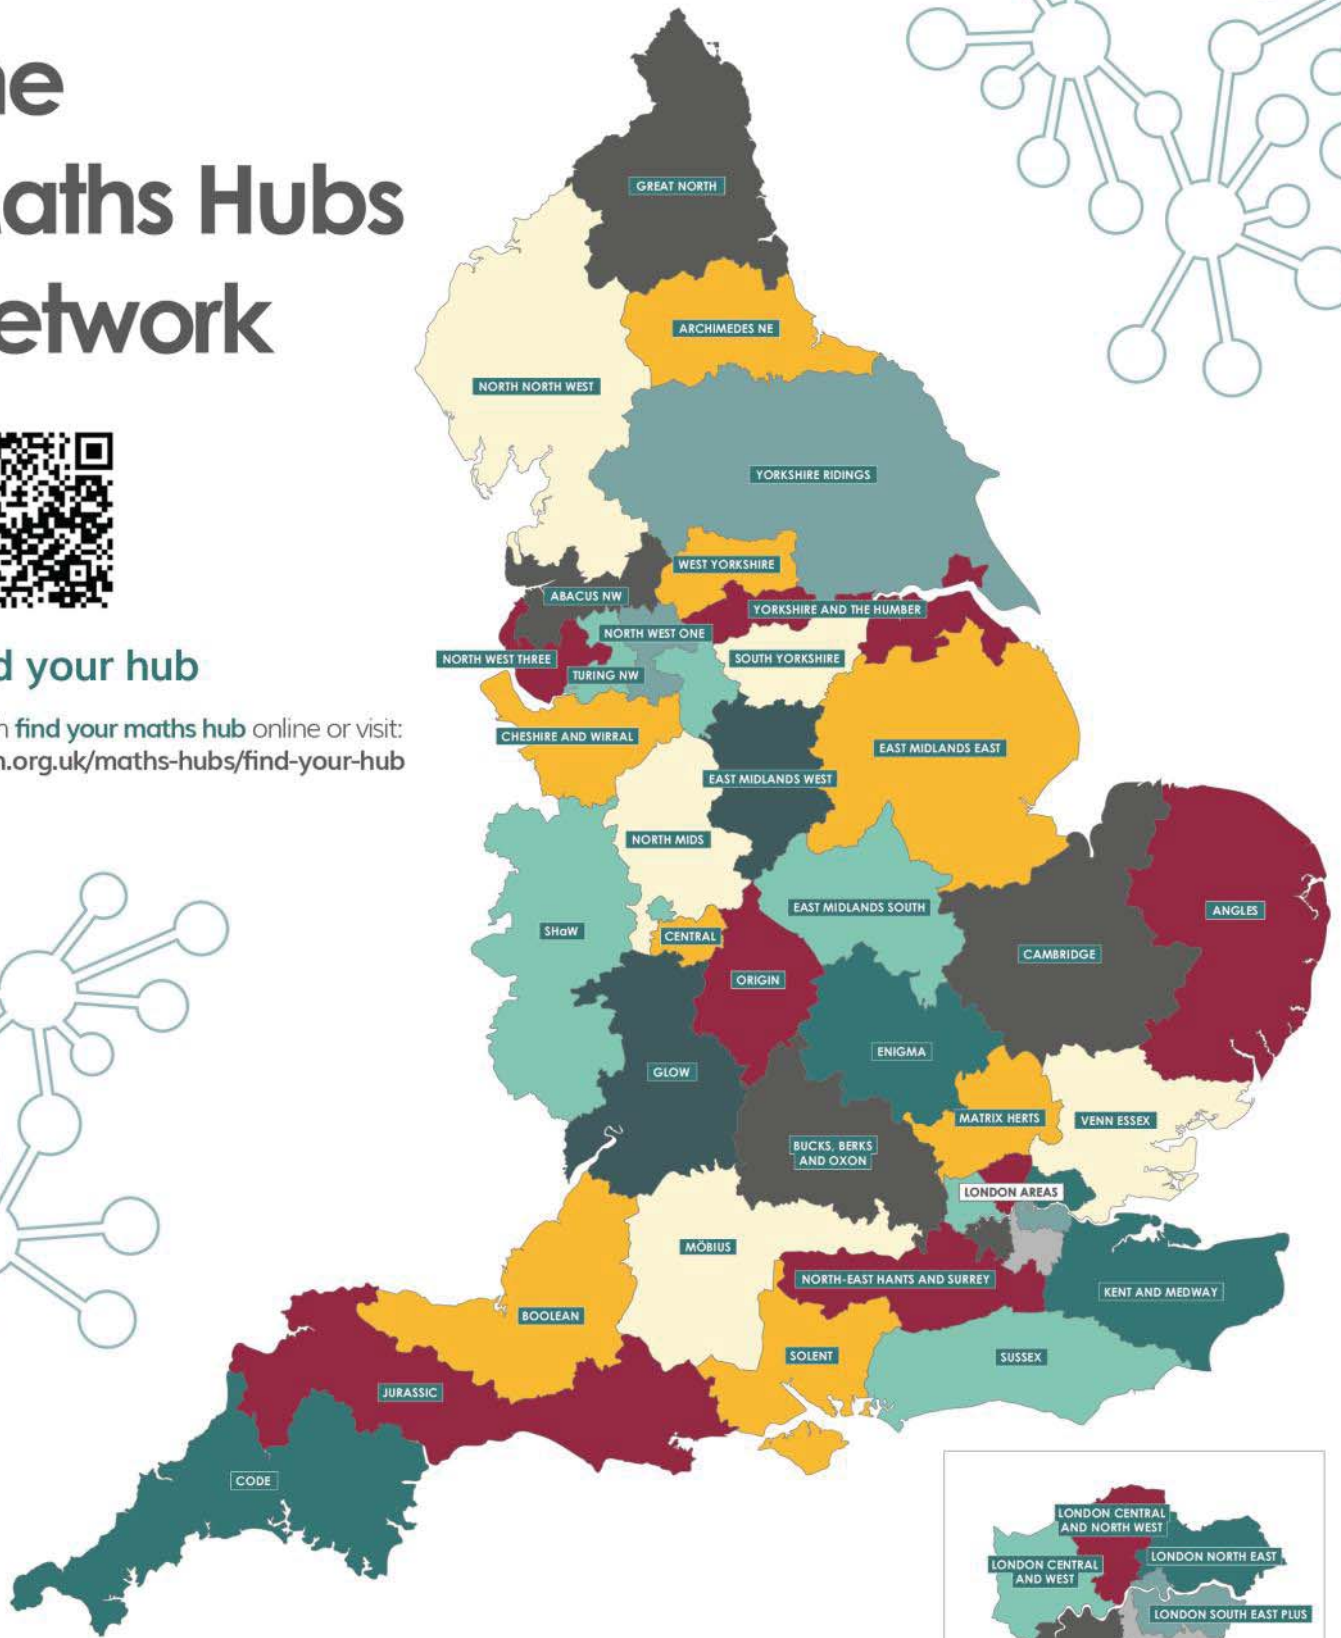 he
aths Hubs
etwork
d your hub
find your maths hub online or visit:
.org.uk/maths-hubs/find-your-hub
GREAT NORTH
ARCHIMEDES NE
NORTH NORTH WEST
YORKSHIRE RIDINGS
WEST YORKSHIRE
ABACUS NW
YORKSHIRE AND THE HUMBER
NORTH WEST ONE
NORTH WEST THREE
SOUTH YORKSHIRE
TURING NW
CHESHIRE AND WIRRAL
EAST MIDLANDS EAST
EAST MIDLANDS WEST
NORTH MIDS
EAST MIDLANDS SOUTH
ANGLES
SHaW
CENTRAL
CAMBRIDGE
ORIGIN
ENIGMA
GLOW
MATRIX HERTS
VENN ESSEX
BUCKS, BERKS
AND OXON
LONDON AREAS
MÖBIUS
NORTH-EAST HANTS AND SURREY
KENT AND MEDWAY
BOOLEAN
SOLENT
SUSSEX
JURASSIC
CODE
LONDON CENTRAL
AND NORTH WEST
LONDON NORTH EAST
LONDON CENTRAL
AND WEST
LONDON SOUTH EAST PLUS